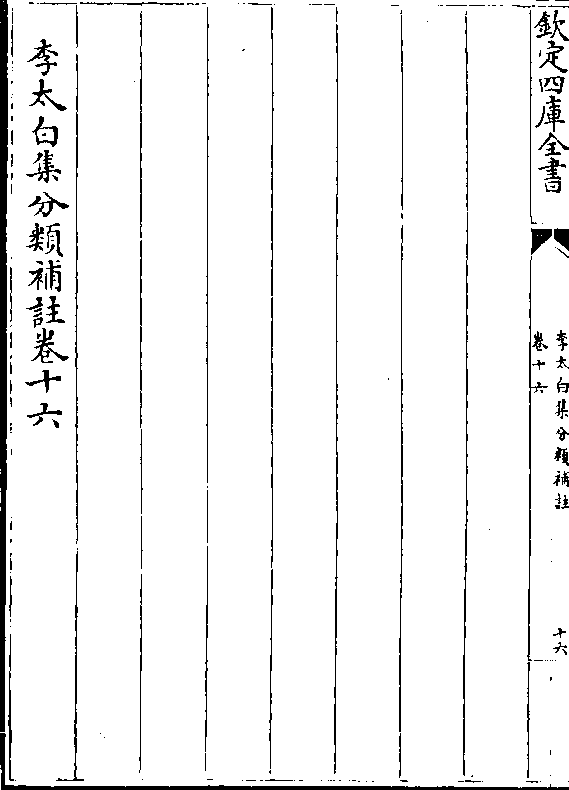 欽定四庫全書
李太白集分類補註
卷十六
十六
李太白集分類補註卷十六